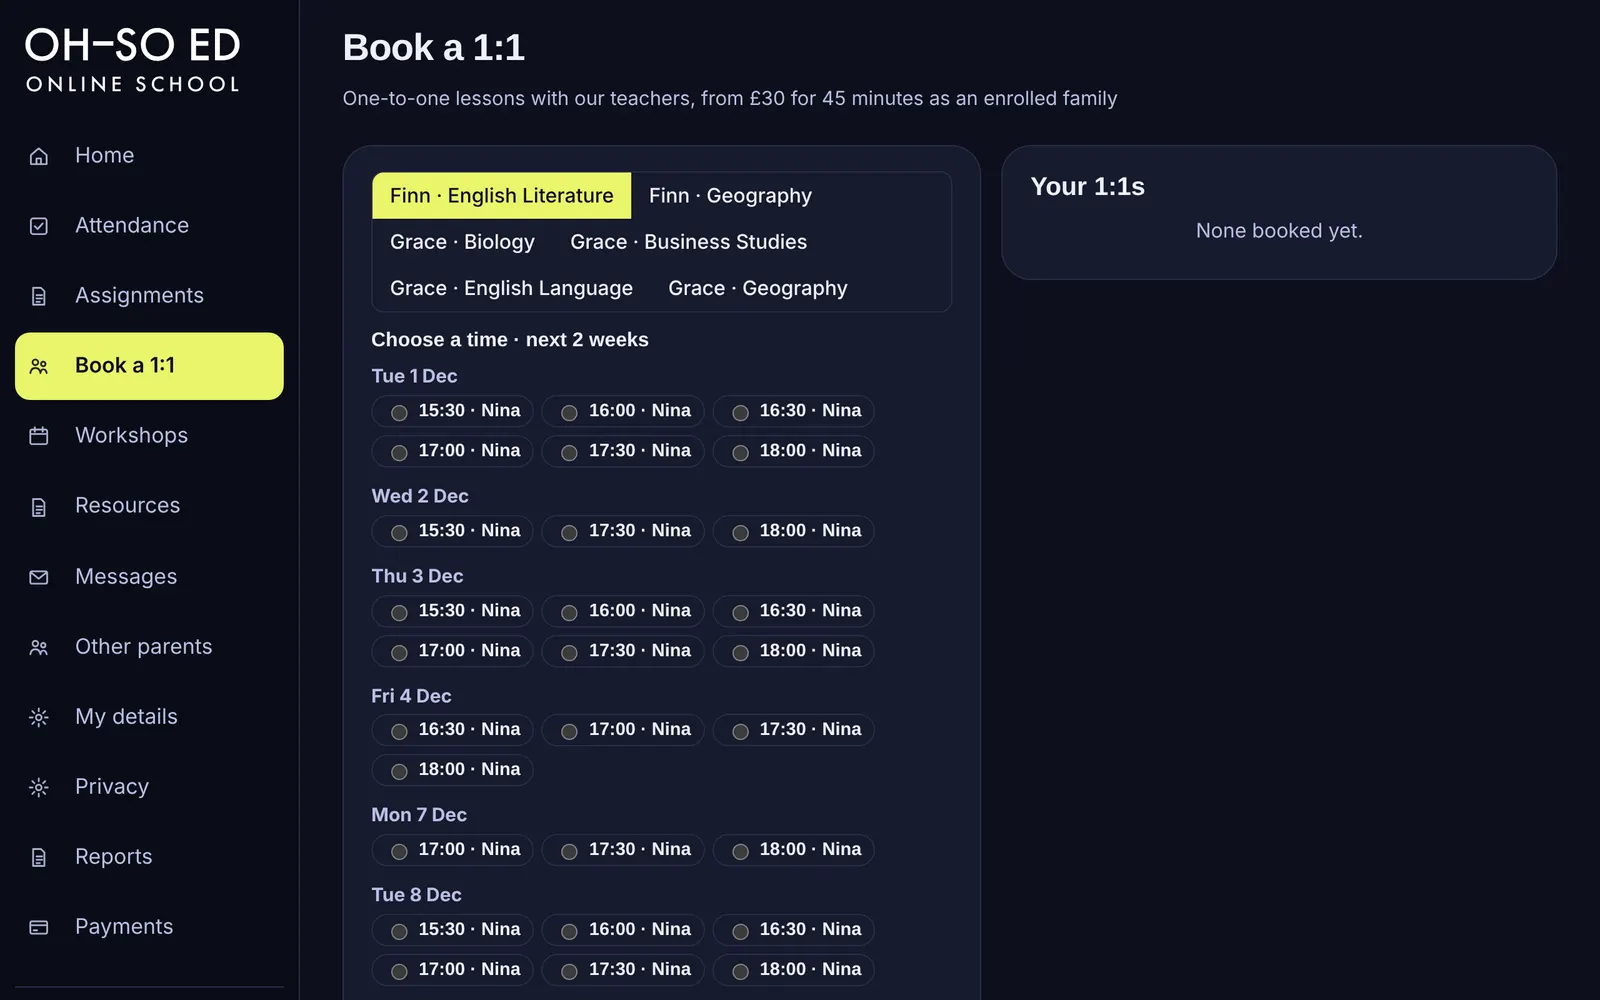 OH-SO ED
ONLINE SCHOOL
Home
Attendance
Assignments
Book a 1:1
Workshops
Resources
Messages
Other parents
My details
Privacy
Reports
Payments
Book a 1:1
One-to-one lessons with our teachers, from £30 for 45 minutes as an enrolled family
Finn · English Literature Finn · Geography
Grace · Biology Grace · Business Studies
Grace · English Language Grace · Geography
Choose a time · next 2 weeks
Tue 1 Dec
15:30 · Nina 16:00 · Nina 16:30 · Nina
17:00 · Nina 17:30 · Nina 18:00 · Nina
Wed 2 Dec
15:30 · Nina 17:30 · Nina 18:00 · Nina
Thu 3 Dec
15:30 · Nina 16:00 · Nina 16:30 · Nina
17:00 · Nina 17:30 · Nina 18:00 · Nina
Fri 4 Dec
16:30 · Nina 17:00 · Nina 17:30 · Nina
18:00 · Nina
Mon 7 Dec
17:00 · Nina 17:30 · Nina 18:00 · Nina
Tue 8 Dec
15:30 · Nina 16:00 · Nina 16:30 · Nina
17:00 · Nina 17:30 · Nina 18:00 · Nina
Your 1:1s
None booked yet.